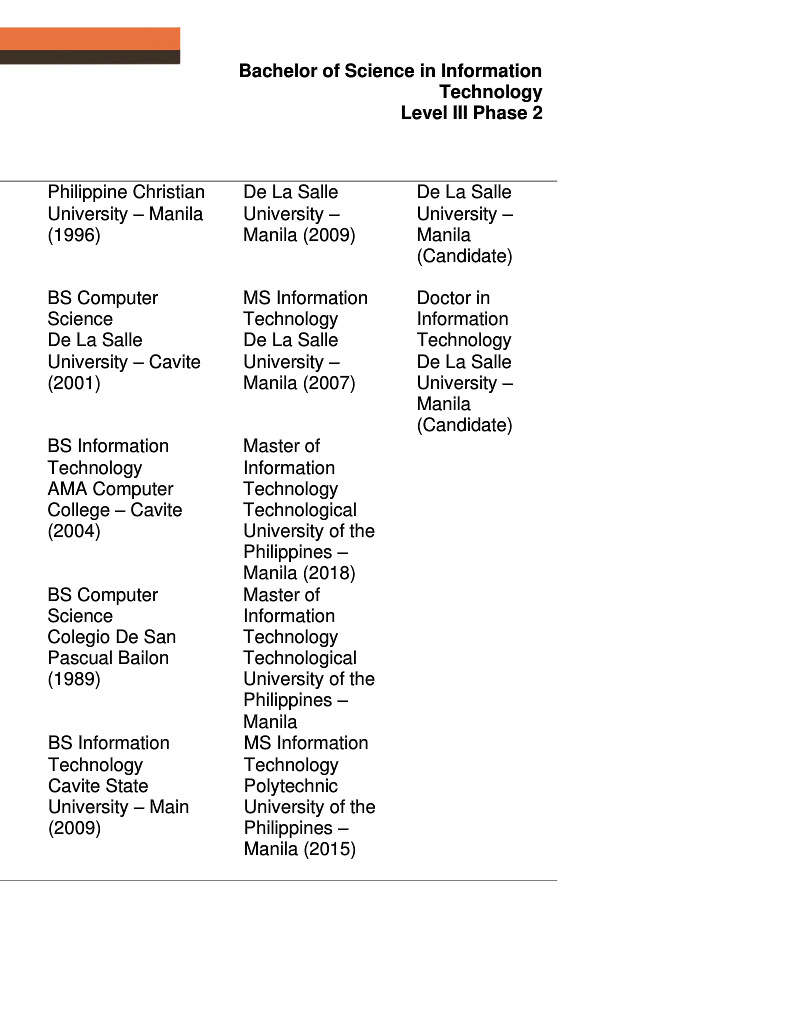 Bachelor of Science in Information
Technology
Level III Phase 2
Philippine Christian
University – Manila
(1996)
De La Salle
University –
Manila (2009)
De La Salle
University –
Manila
(Candidate)
BS Computer
Science
De La Salle
University – Cavite
(2001)
MS Information
Technology
De La Salle
University –
Manila (2007)
Doctor in
Information
Technology
De La Salle
University –
Manila
(Candidate)
BS Information
Technology
AMA Computer
College – Cavite
(2004)
Master of
Information
Technology
Technological
University of the
Philippines –
Manila (2018)
BS Computer
Science
Colegio De San
Pascual Bailon
(1989)
Master of
Information
Technology
Technological
University of the
Philippines –
Manila
BS Information
Technology
Cavite State
University – Main
(2009)
MS Information
Technology
Polytechnic
University of the
Philippines –
Manila (2015)